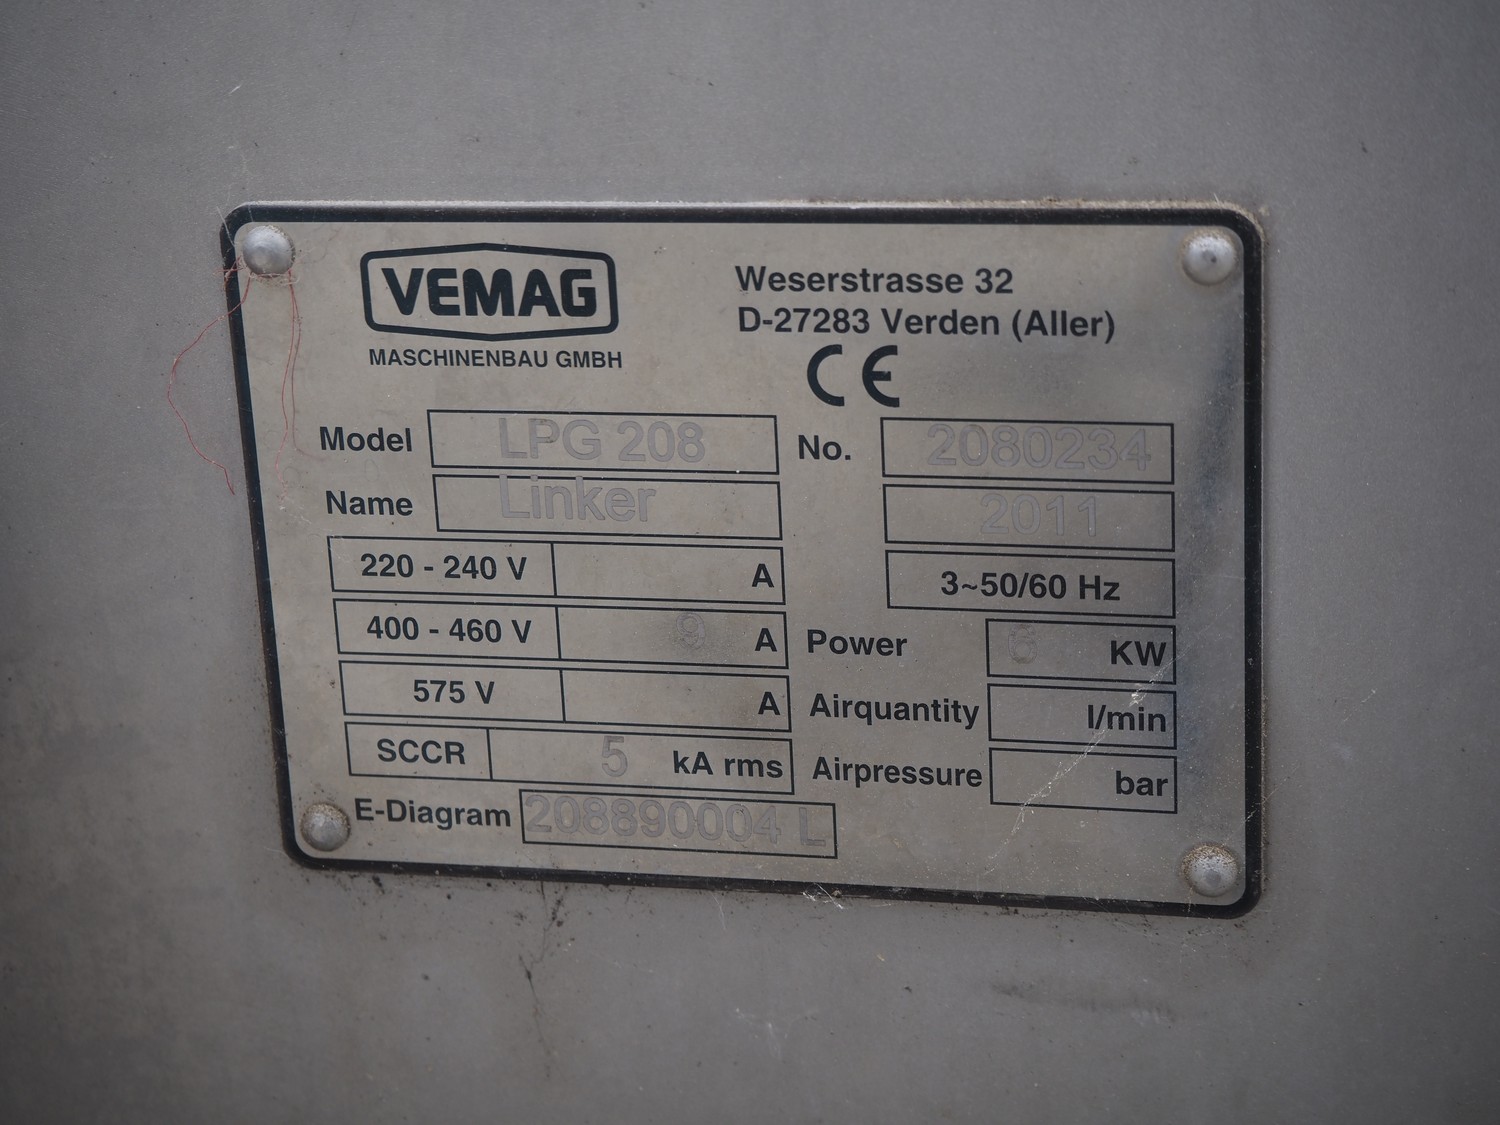 VEMAG
MASCHINENBAU GMBH
Weserstrasse 32
D-27283 Verden (Aller)
CE
Model LPG 208 No. 2080234
Name Linker 2011
220 - 240 V A 3~50/60 Hz
400 - 460 V 9 A Power 6 KW
575 V A Airquantity l/min
SCCR 5 kA rms Airpressure bar
E-Diagram 208890004 L